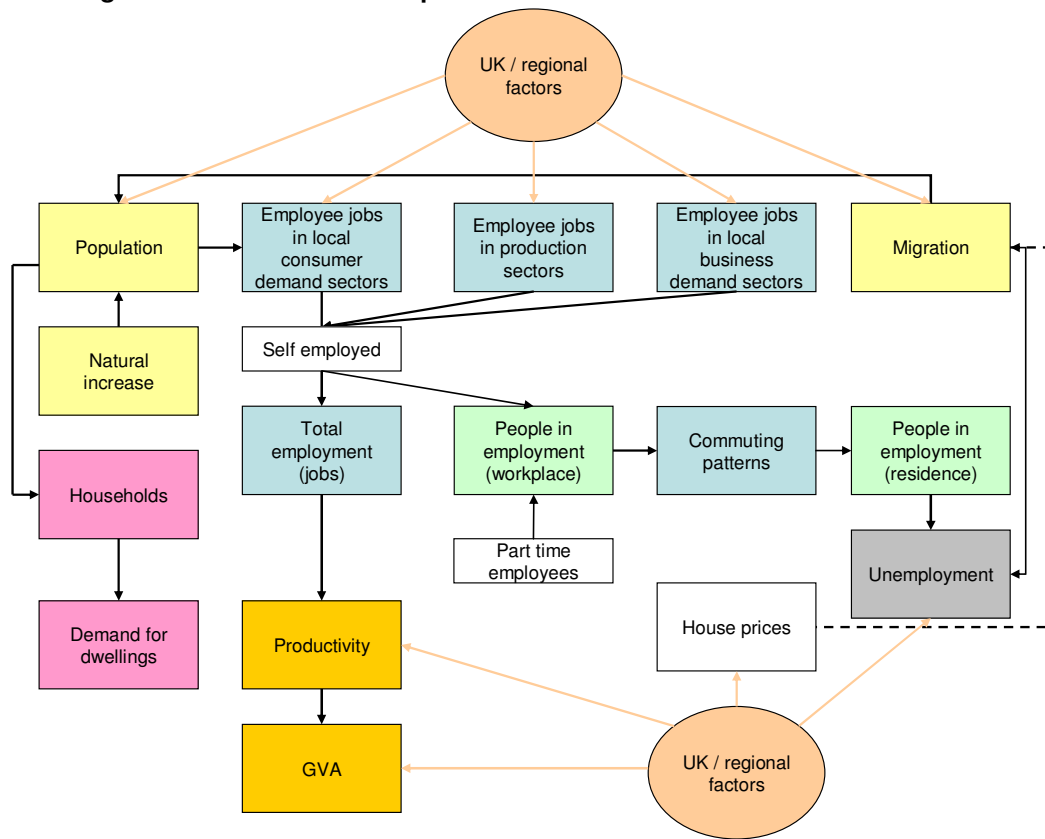 UK / regional
factors
Population
Employee jobs
in local
consumer
demand sectors
Employee jobs
in production
sectors
Employee jobs
in local
business
demand sectors
Migration
Natural
increase
Self employed
Total
employment
(jobs)
People in
employment
(workplace)
Commuting
patterns
People in
employment
(residence)
Households
Part time
employees
Unemployment
Demand for
dwellings
Productivity
House prices
GVA
UK / regional
factors